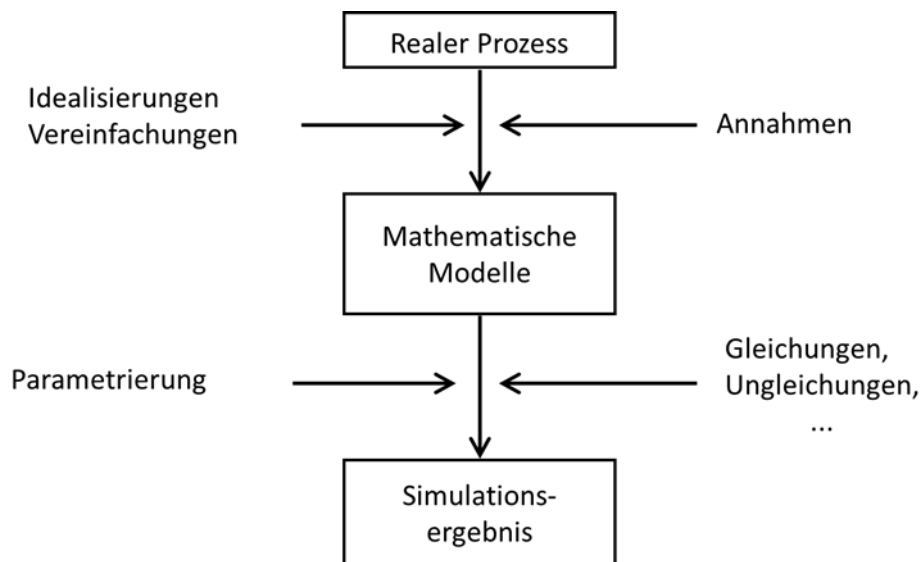 Realer Prozess
Idealisierungen
Vereinfachungen
Annahmen
Mathematische
Modelle
Parametrierung
Gleichungen,
Ungleichungen,
...
Simulations-
ergebnis